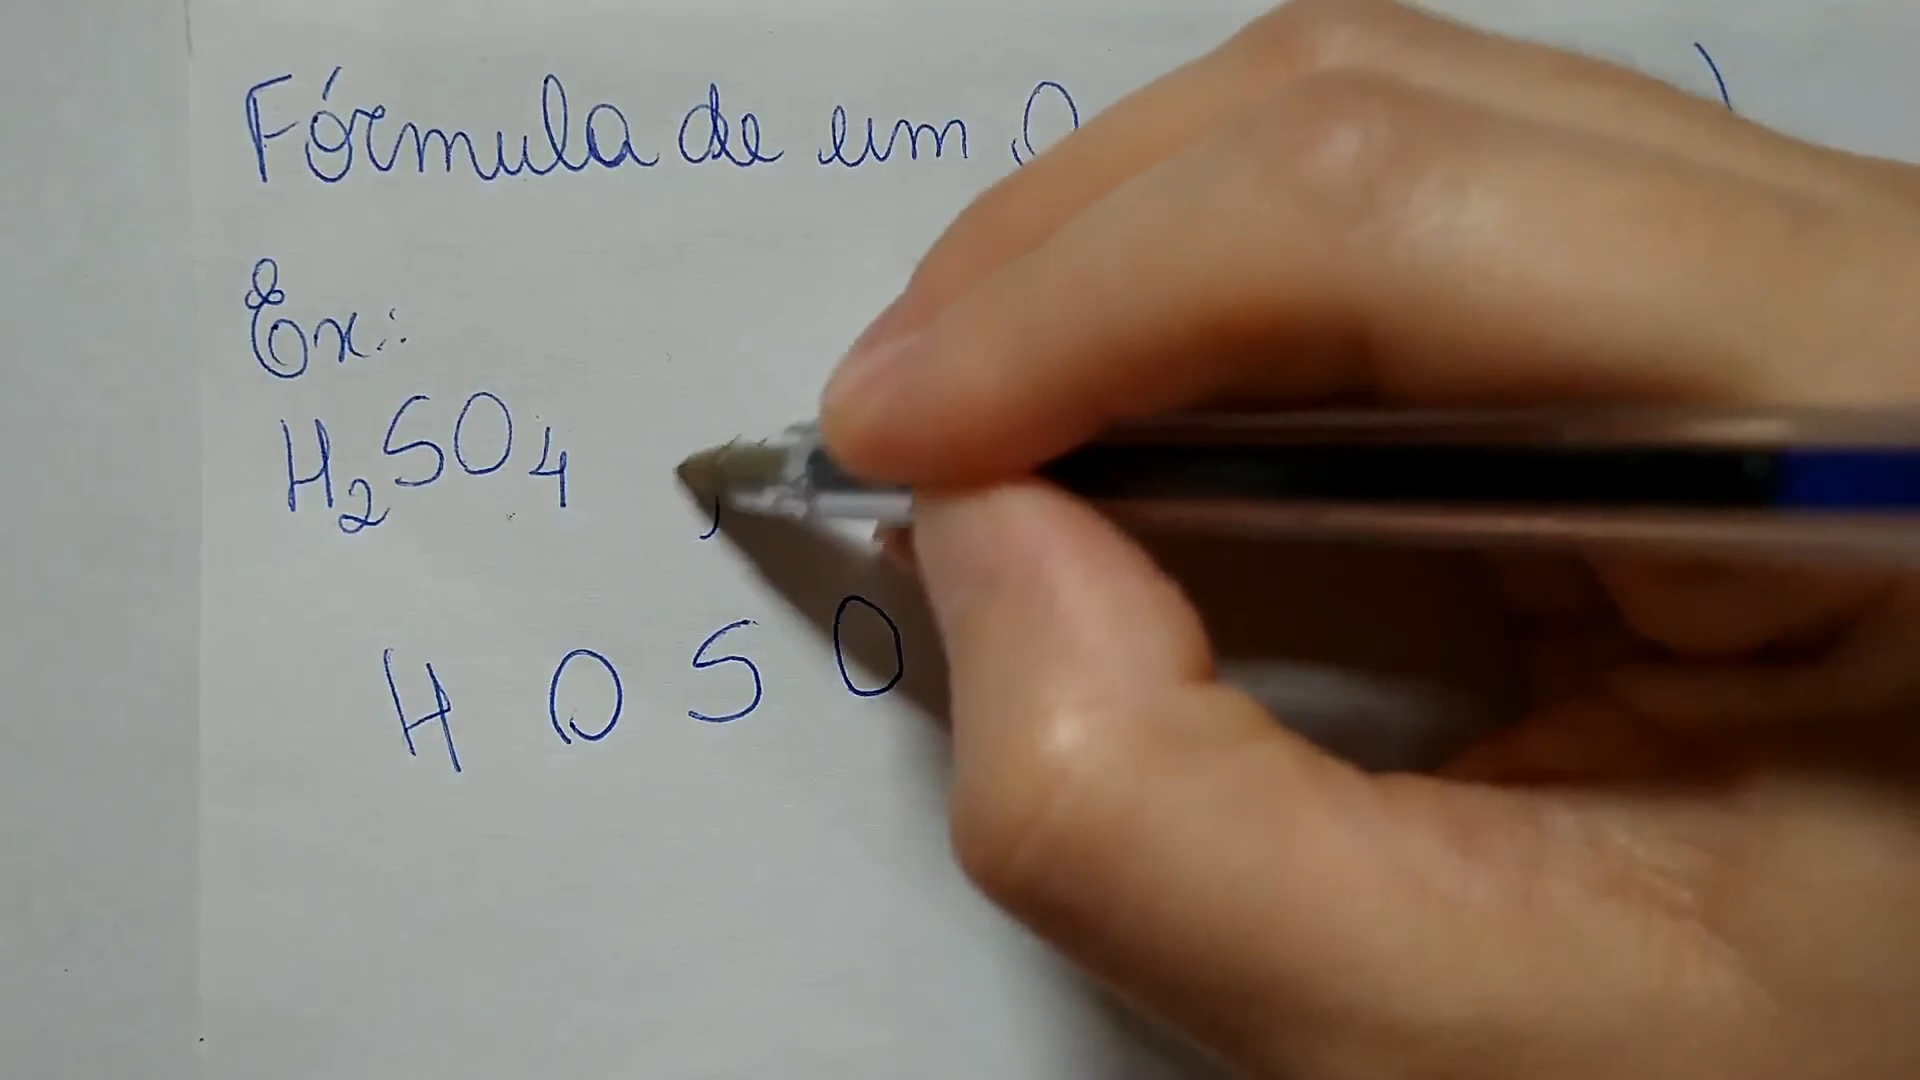 Fórmula de um
Ex:
H₂SO₄ ,
H O S O